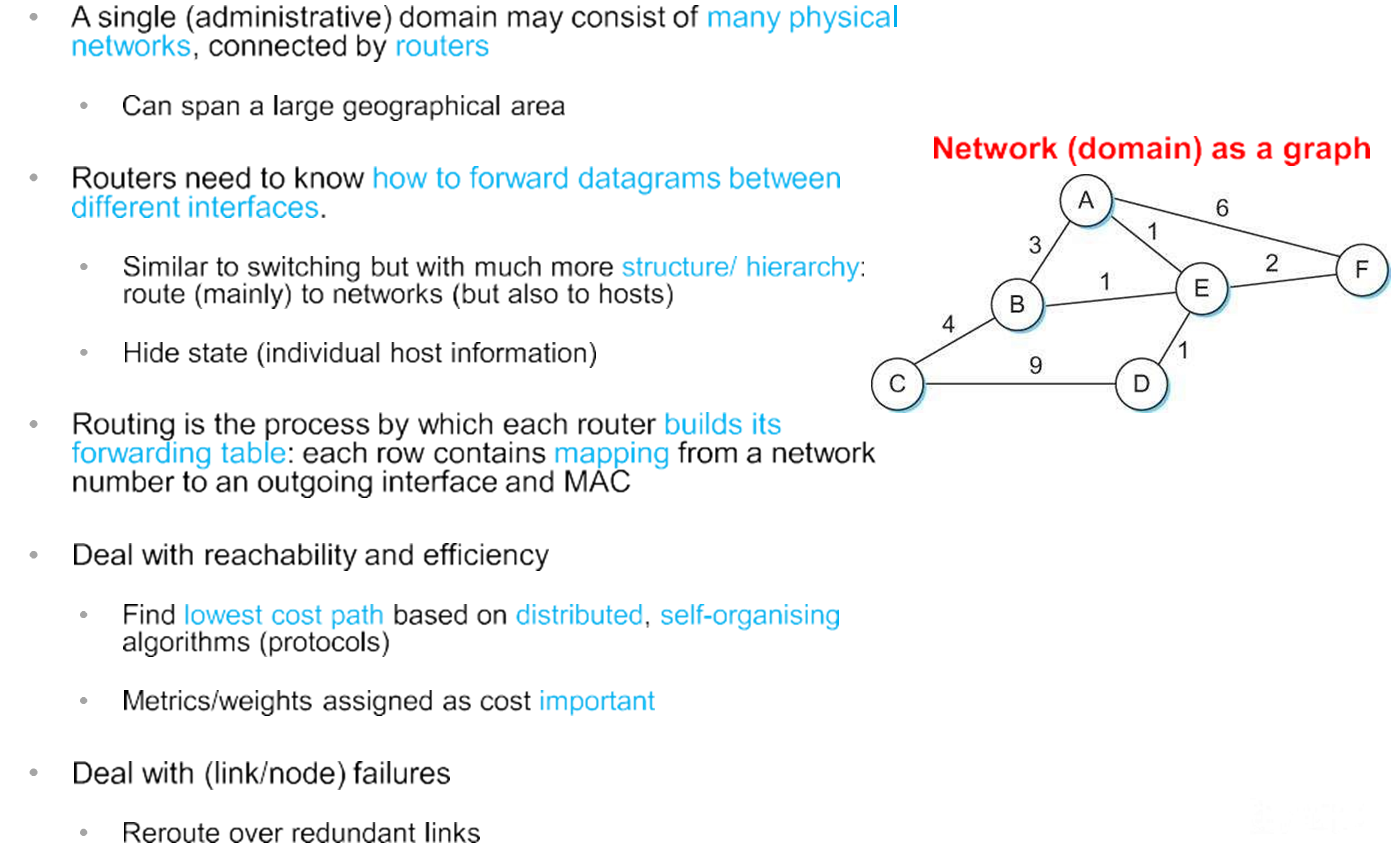 A single (administrative) domain may consist of many physical
networks, connected by routers
Can span a large geographical area
Routers need to know how to forward datagrams between
different interfaces.
Similar to switching but with much more structure/ hierarchy:
route (mainly) to networks (but also to hosts)
Hide state (individual host information)
Routing is the process by which each router builds its
forwarding table: each row contains mapping from a network
number to an outgoing interface and MAC
Deal with reachability and efficiency
Find lowest cost path based on distributed, self-organising
algorithms (protocols)
Metrics/weights assigned as cost important
Deal with (link/node) failures
Reroute over redundant links
Network (domain) as a graph
A
6
1
3
2
F
E
1
B
4
1
9
C
D